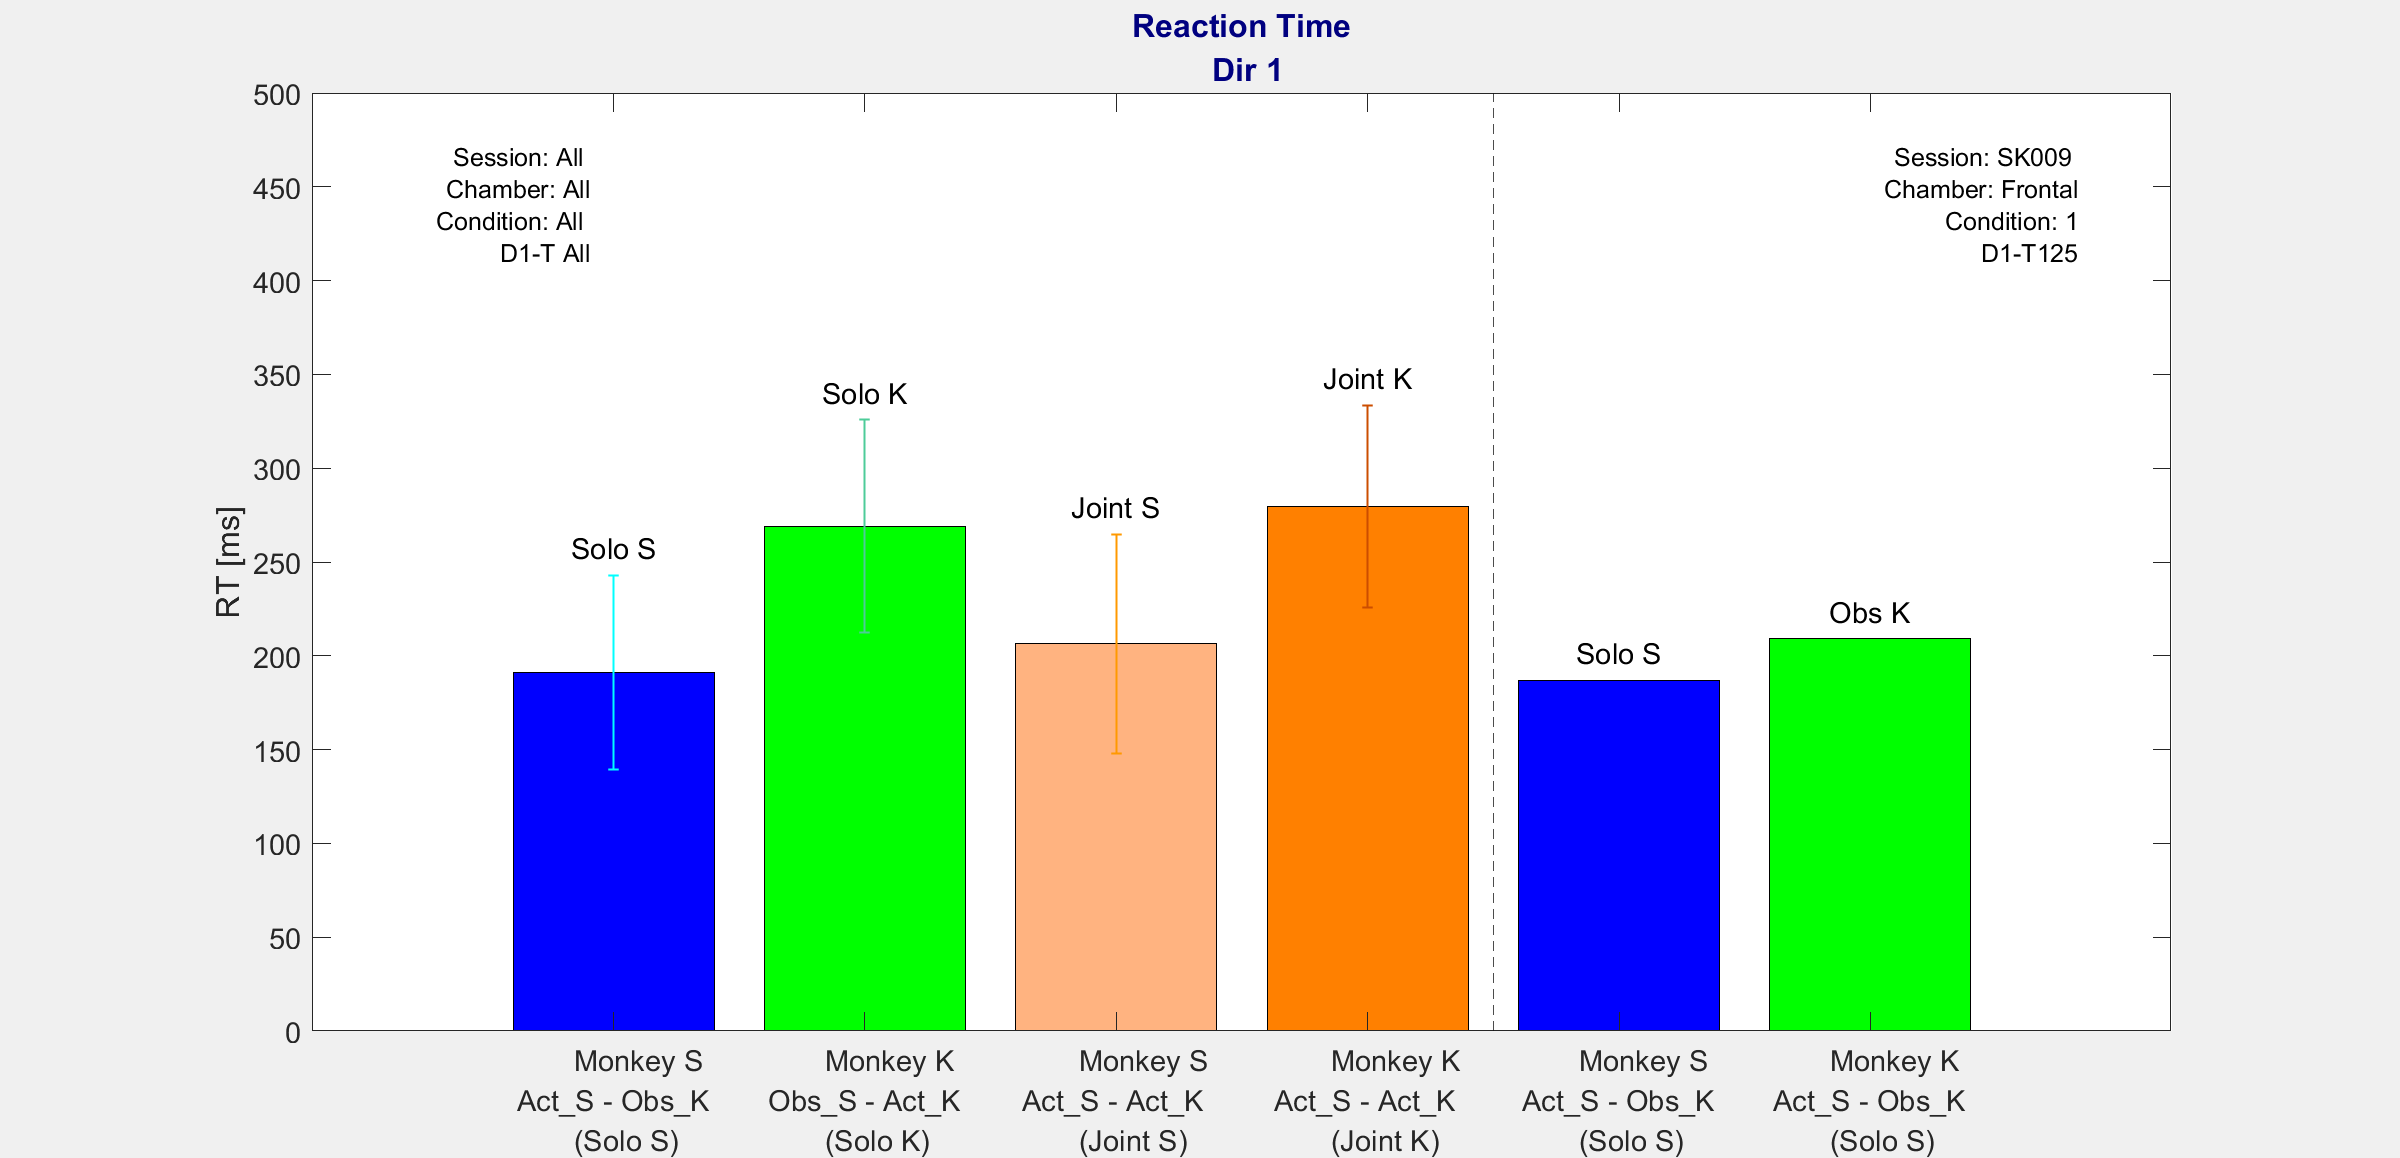 Reaction Time
Dir 1
500
450
400
350
300
250
200
150
100
50
0
RT [ms]
Session: All
Chamber: All
Condition: All
D1-T All
Session: SK009
Chamber: Frontal
Condition: 1
D1-T125
Solo S
Solo K
Joint S
Joint K
Solo S
Obs K
Monkey S
Act_S - Obs_K
(Solo S)
Monkey K
Obs_S - Act_K
(Solo K)
Monkey S
Act_S - Act_K
(Joint S)
Monkey K
Act_S - Act_K
(Joint K)
Monkey S
Act_S - Obs_K
(Solo S)
Monkey K
Act_S - Obs_K
(Solo S)